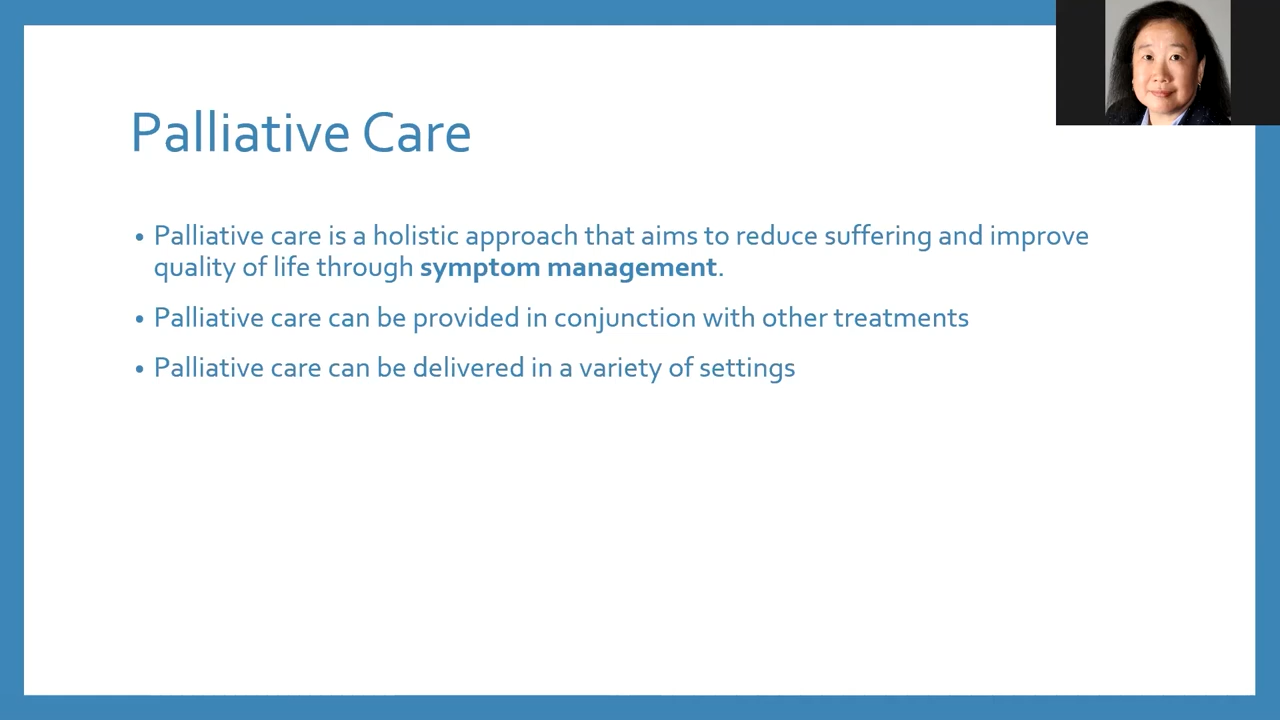 Palliative Care
• Palliative care is a holistic approach that aims to reduce suffering and improve
quality of life through symptom management.
• Palliative care can be provided in conjunction with other treatments
• Palliative care can be delivered in a variety of settings